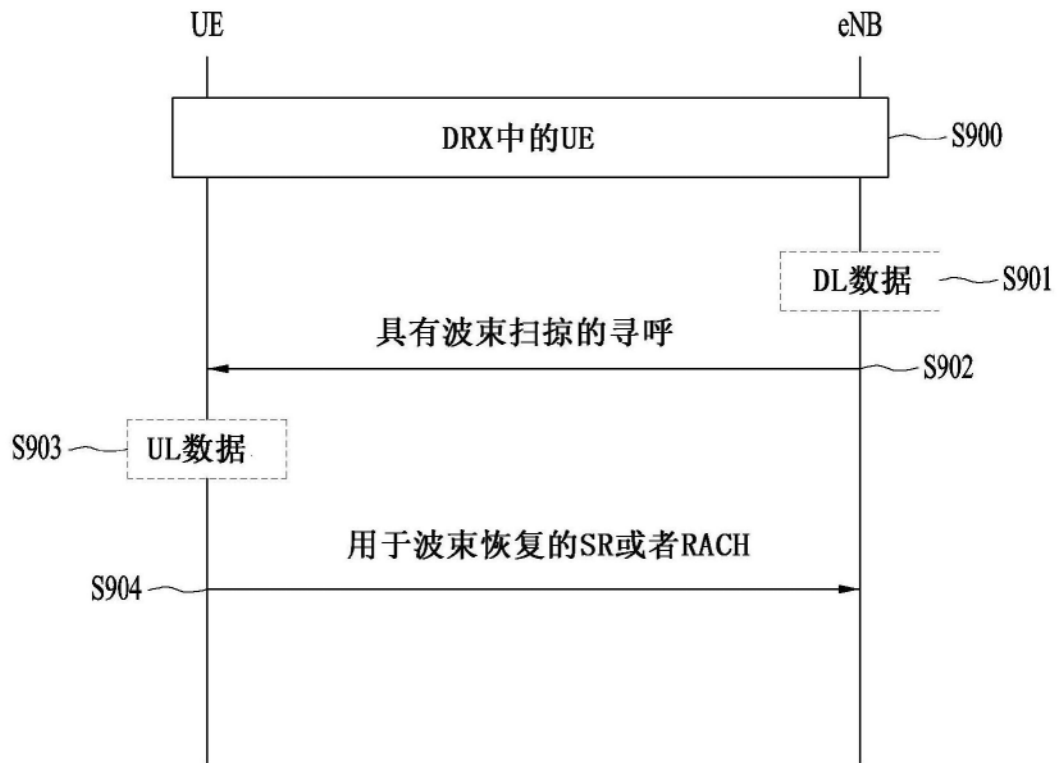 UE eNB
DRX中的UE S900
DL数据 S901
具有波束扫掠的寻呼
S902
S903 UL数据
用于波束恢复的SR或者RACH
S904